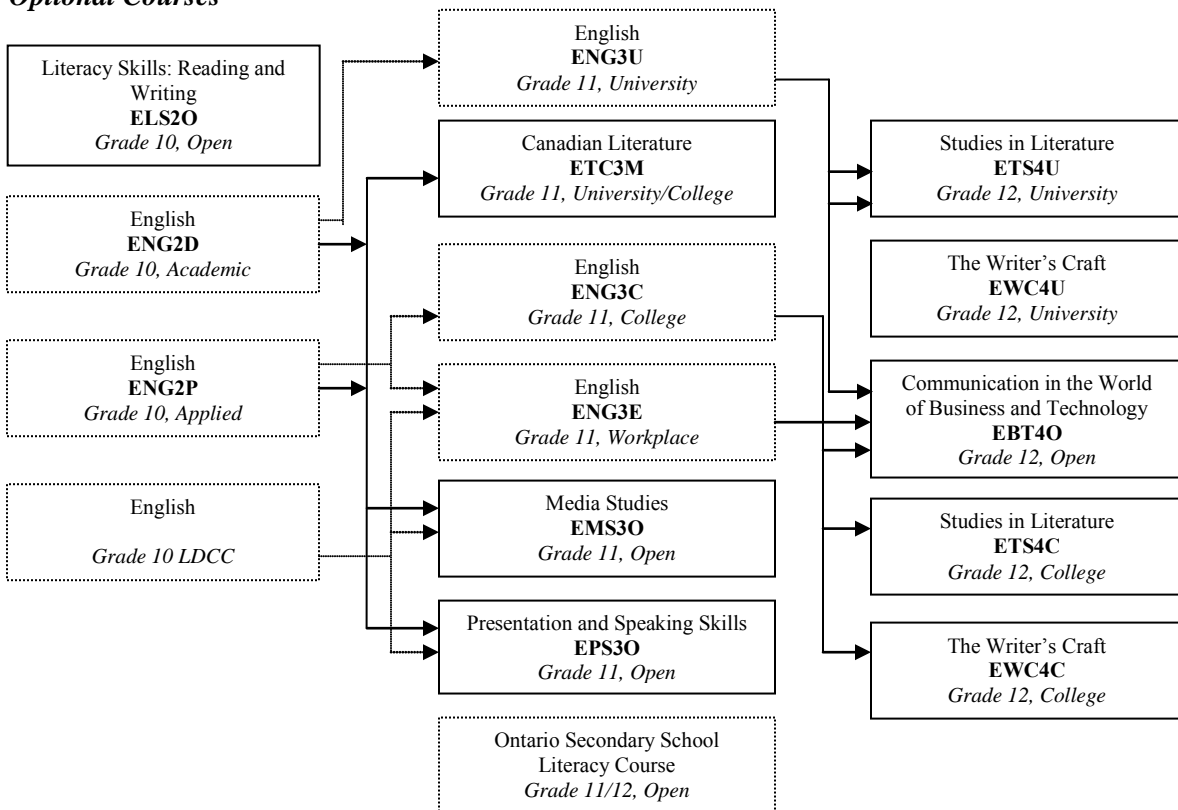 Optional Courses
Literacy Skills: Reading and
Writing
ELS2O
Grade 10, Open
English
ENG2D
Grade 10, Academic
English
ENG2P
Grade 10, Applied
English
Grade 10 LDCC
English
ENG3U
Grade 11, University
Canadian Literature
ETC3M
Grade 11, University/College
English
ENG3C
Grade 11, College
English
ENG3E
Grade 11, Workplace
Media Studies
EMS3O
Grade 11, Open
Presentation and Speaking Skills
EPS3O
Grade 11, Open
Ontario Secondary School
Literacy Course
Grade 11/12, Open
Studies in Literature
ETS4U
Grade 12, University
The Writer’s Craft
EWC4U
Grade 12, University
Communication in the World
of Business and Technology
EBT4O
Grade 12, Open
Studies in Literature
ETS4C
Grade 12, College
The Writer’s Craft
EWC4C
Grade 12, College